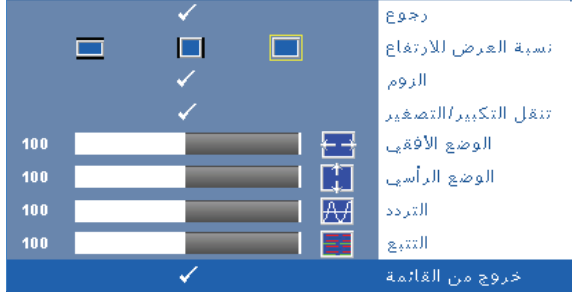 رجوع
نسبة العرض للارتفاع
الزوم
تنقل التكبير/التصغير
الوضع الأفقي 100
الوضع الرأسي 100
التردد 100
التتبع 100
خروج من القائمة